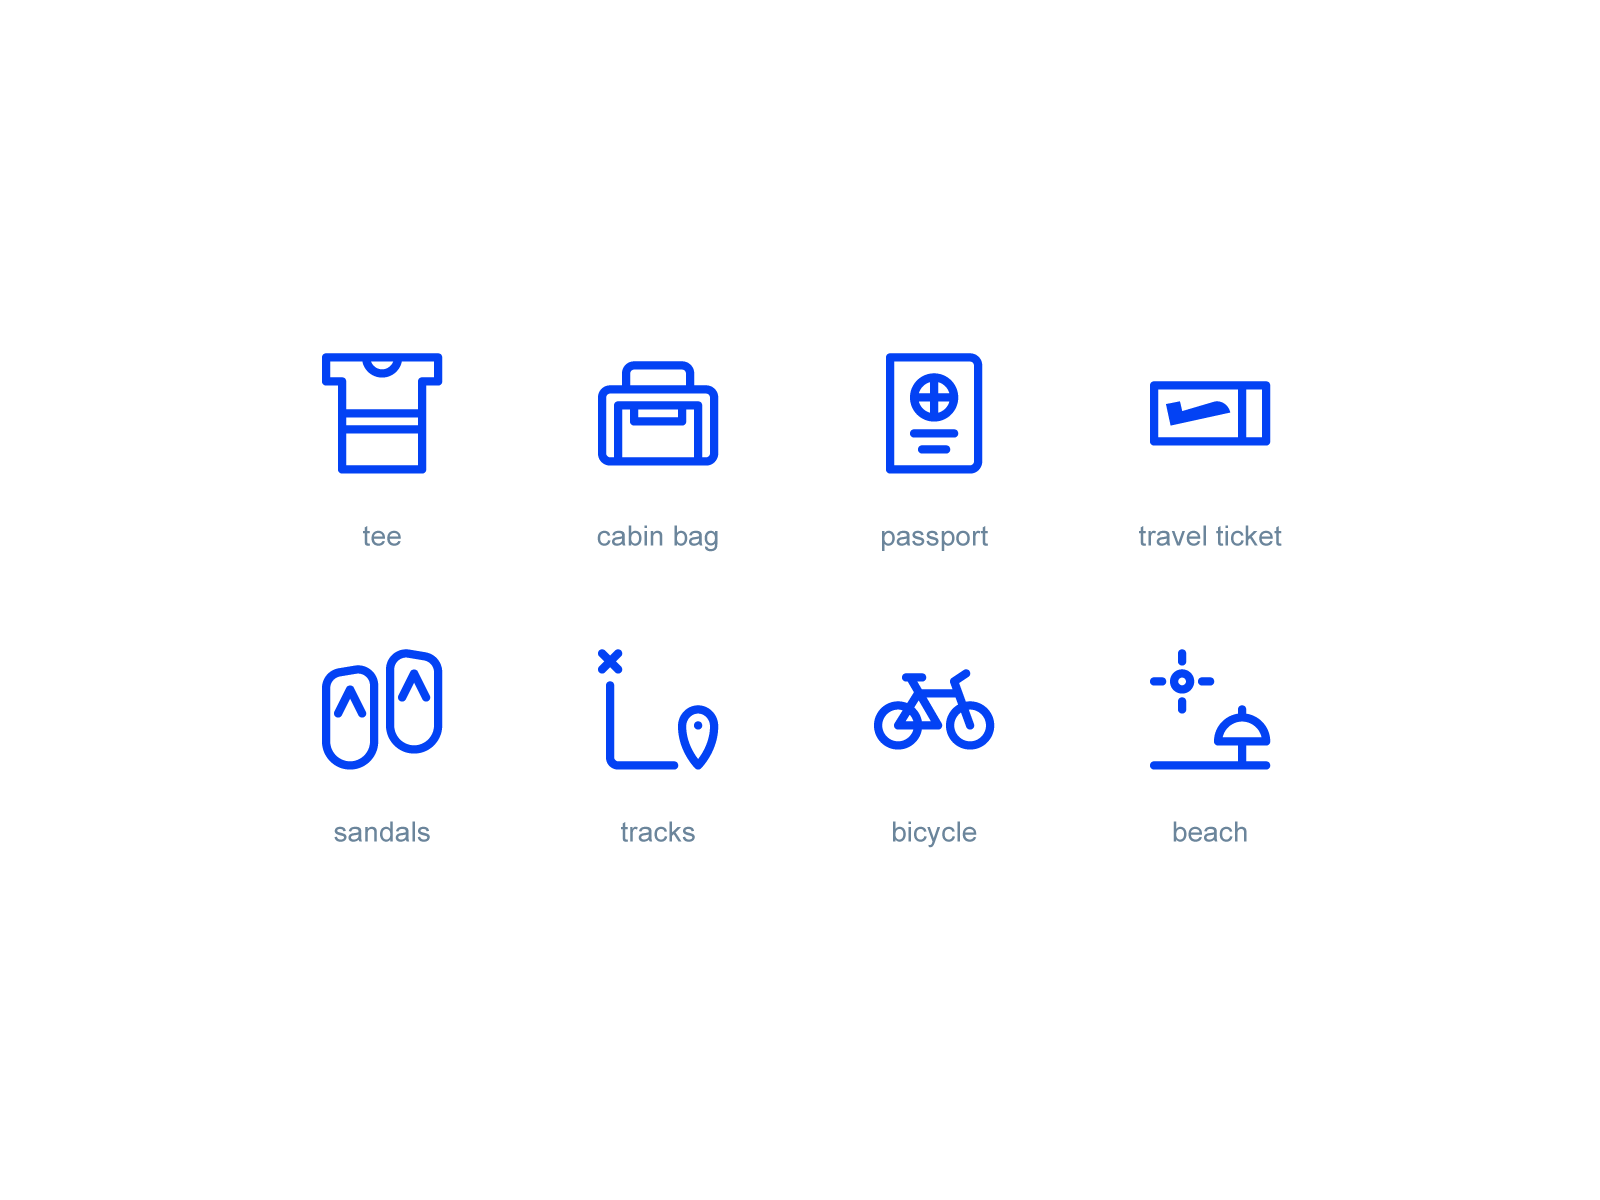 tee
cabin bag
passport
travel ticket
sandals
tracks
bicycle
beach